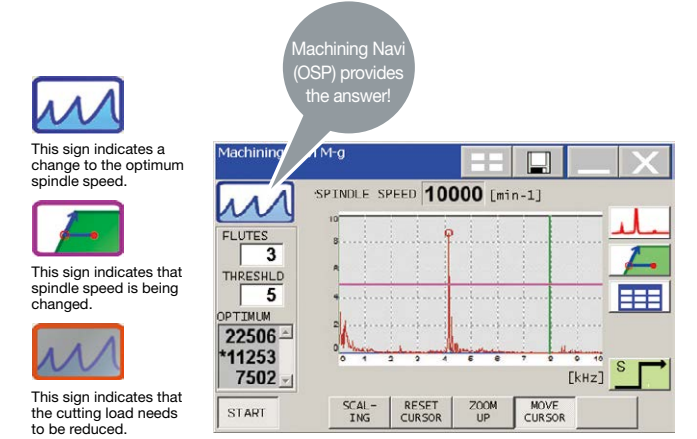 Machining Navi
(OSP) provides
the answer!
This sign indicates a
change to the optimum
spindle speed.
This sign indicates that
spindle speed is being
changed.
This sign indicates that
the cutting load needs
to be reduced.
Machining M-g
SPINDLE SPEED 10000 [min-1]
FLUTES
3
THRESHLD
5
OPTIMUM
22506
*11253
7502
10
8
6
4
2
0
0 1 2 3 4 5 6 7 8 9 10
[kHz]
S
START
SCAL-
ING
RESET
CURSOR
ZOOM
UP
MOVE
CURSOR